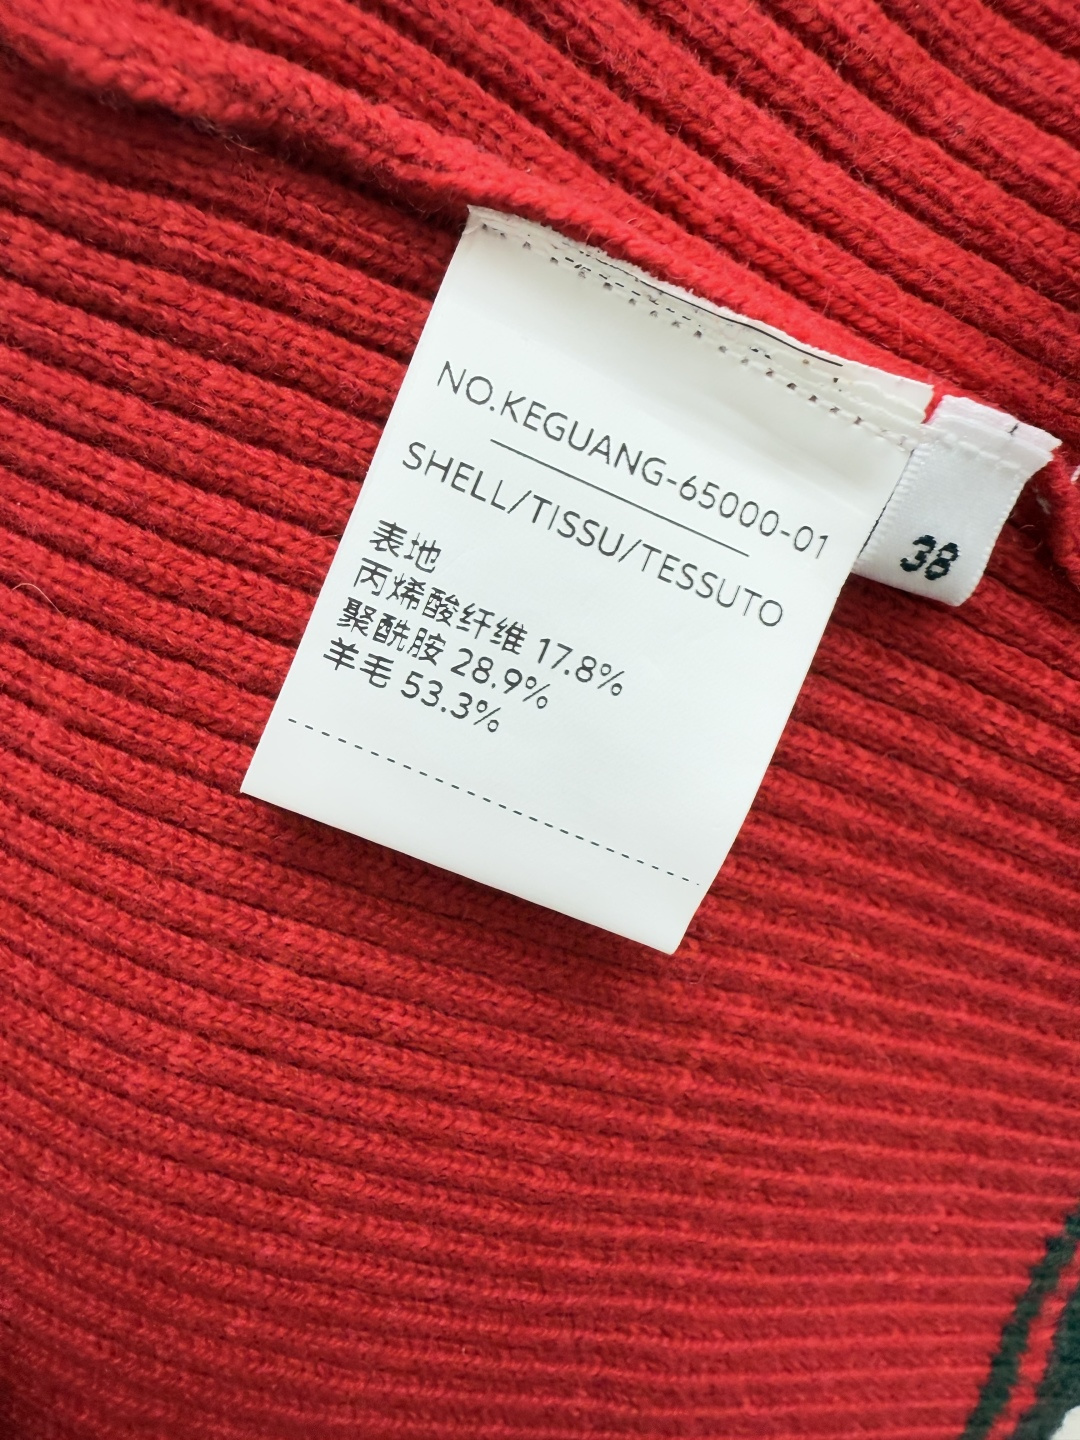 NO.KEGUANG-65000-01
SHELL/TISSU/TESSUTO
表地
丙烯酸纤维 17.8%
聚酰胺 28.9%
羊毛 53.3%
38